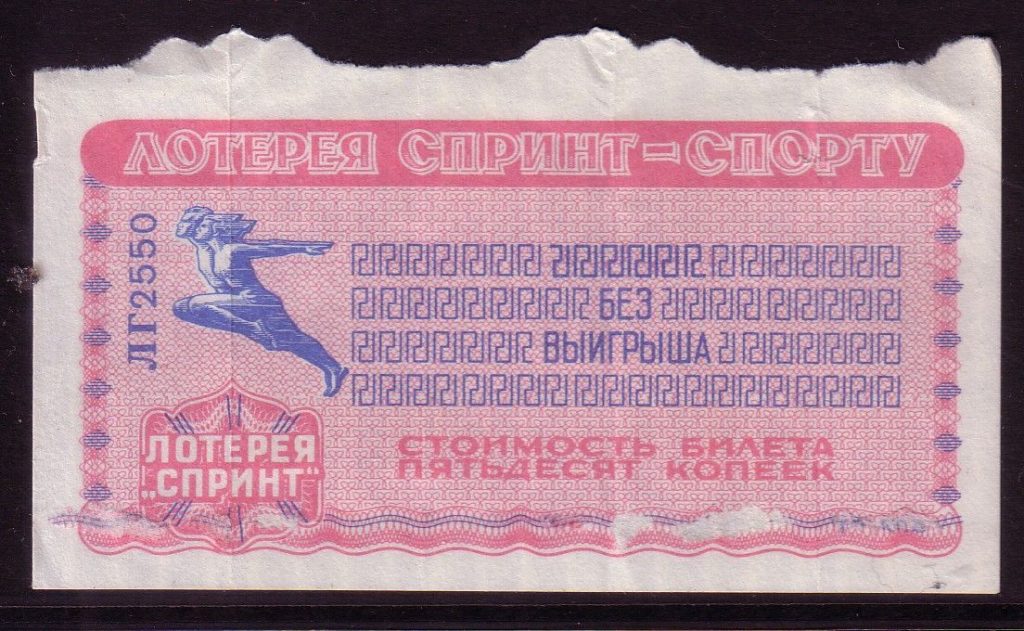 ЛОТЕРЕЯ СПРИНТ–СПОРТУ
ЛГ2550
БЕЗ
ВЫИГРЫША
ЛОТЕРЕЯ
„СПРИНТ“
СТОИМОСТЬ БИЛЕТА
ПЯТЬДЕСЯТ КОПЕЕК